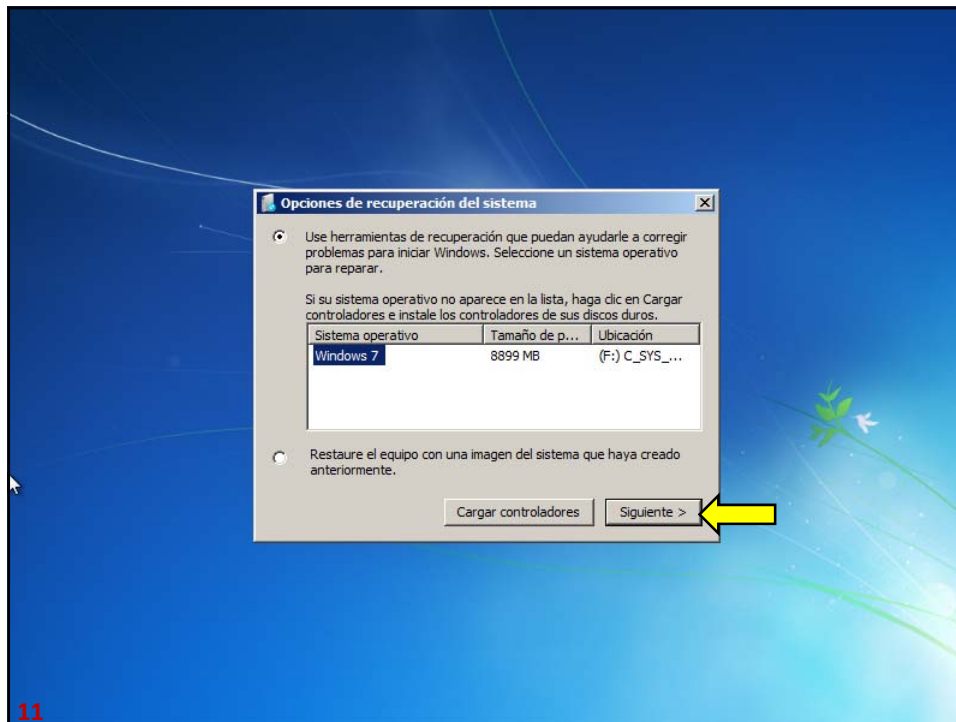 Opciones de recuperación del sistema
Use herramientas de recuperación que puedan ayudarle a corregir
problemas para iniciar Windows. Seleccione un sistema operativo
para reparar.
Si su sistema operativo no aparece en la lista, haga clic en Cargar
controladores e instale los controladores de sus discos duros.
Sistema operativo Tamaño de p... Ubicación
Windows 7 8899 MB (F:) C_SYS_...
Restaure el equipo con una imagen del sistema que haya creado
anteriormente.
Cargar controladores Siguiente >
11